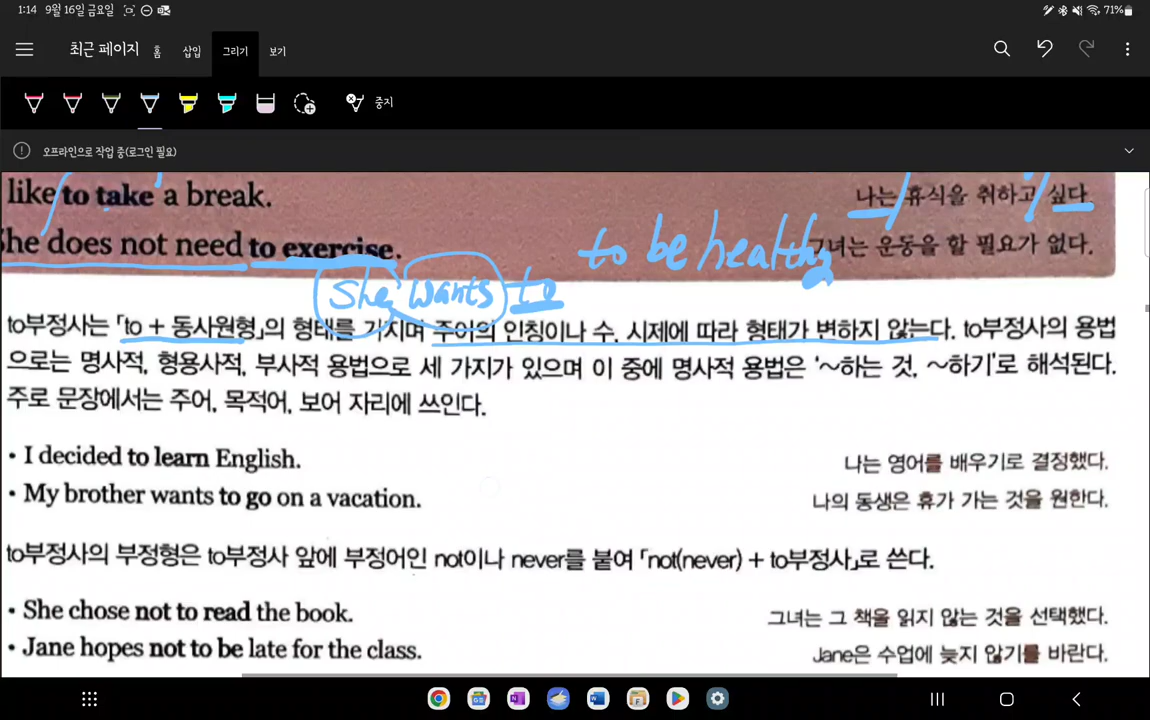 1:14 9월 16일 금요일 71%
최근 페이지 홈 삽입 그리기 보기
중지
오프라인으로 작업 중(로그인 필요)
like to take a break. 나는 휴식을 취하고 싶다.
She does not need to exercise. 그녀는 운동을 할 필요가 없다.
to be healthy
She wants to
to부정사는 「to + 동사원형」의 형태를 가지며 주어의 인칭이나 수, 시제에 따라 형태가 변하지 않는다. to부정사의 용법
으로는 명사적, 형용사적, 부사적 용법으로 세 가지가 있으며 이 중에 명사적 용법은 '~하는 것, ~하기'로 해석된다.
주로 문장에서는 주어, 목적어, 보어 자리에 쓰인다.
• I decided to learn English. 나는 영어를 배우기로 결정했다.
• My brother wants to go on a vacation. 나의 동생은 휴가 가는 것을 원한다.
to부정사의 부정형은 to부정사 앞에 부정어인 not이나 never를 붙여 「not(never) + to부정사」로 쓴다.
• She chose not to read the book. 그녀는 그 책을 읽지 않는 것을 선택했다.
• Jane hopes not to be late for the class. Jane은 수업에 늦지 않기를 바란다.